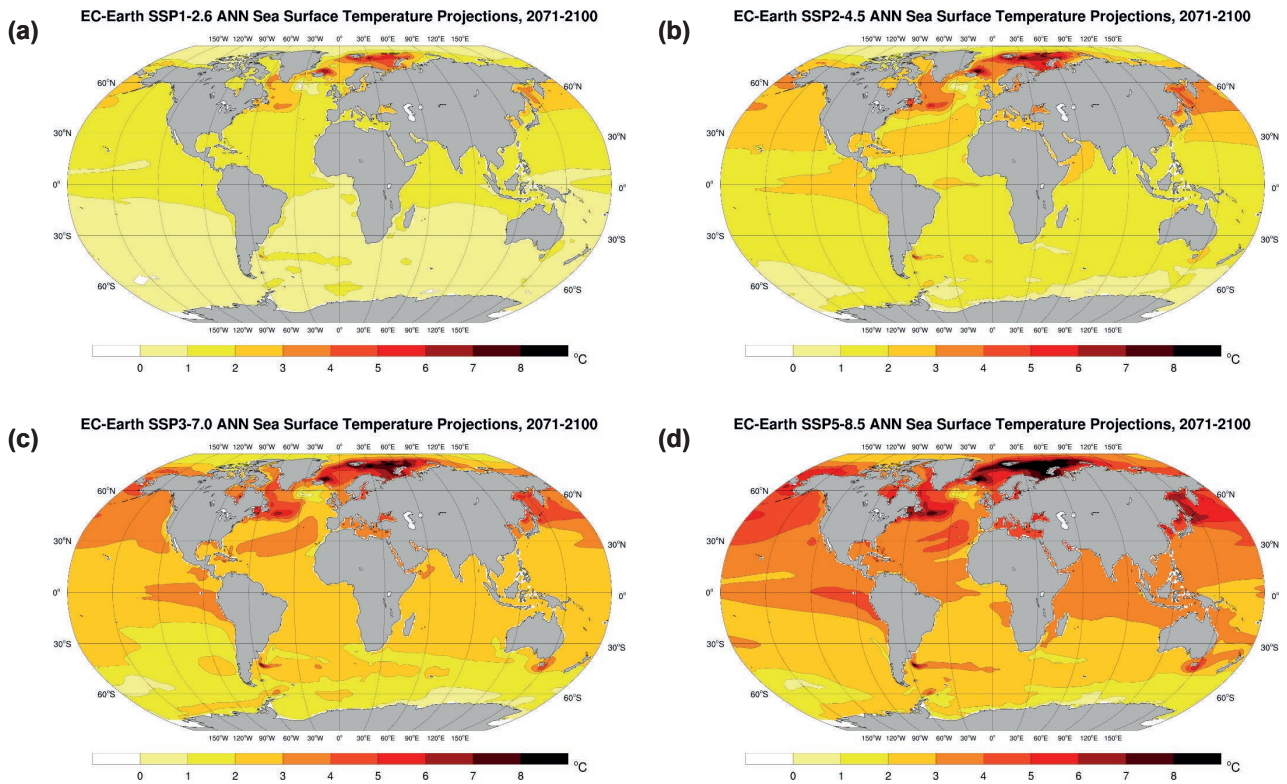 (a)
EC-Earth SSP1-2.6 ANN Sea Surface Temperature Projections, 2071-2100
150°W 120°W 90°W 60°W 30°W 0° 30°E 60°E 90°E 120°E 150°E
60°N 60°N
30°N 30°N
0° 0°
30°S 30°S
60°S 60°S
150°W 120°W 90°W 60°W 30°W 0° 30°E 60°E 90°E 120°E 150°E
0 1 2 3 4 5 6 7 8 °C
(b)
EC-Earth SSP2-4.5 ANN Sea Surface Temperature Projections, 2071-2100
150°W 120°W 90°W 60°W 30°W 0° 30°E 60°E 90°E 120°E 150°E
60°N 60°N
30°N 30°N
0° 0°
30°S 30°S
60°S 60°S
150°W 120°W 90°W 60°W 30°W 0° 30°E 60°E 90°E 120°E 150°E
0 1 2 3 4 5 6 7 8 °C
(c)
EC-Earth SSP3-7.0 ANN Sea Surface Temperature Projections, 2071-2100
150°W 120°W 90°W 60°W 30°W 0° 30°E 60°E 90°E 120°E 150°E
60°N 60°N
30°N 30°N
0° 0°
30°S 30°S
60°S 60°S
150°W 120°W 90°W 60°W 30°W 0° 30°E 60°E 90°E 120°E 150°E
0 1 2 3 4 5 6 7 8 °C
(d)
EC-Earth SSP5-8.5 ANN Sea Surface Temperature Projections, 2071-2100
150°W 120°W 90°W 60°W 30°W 0° 30°E 60°E 90°E 120°E 150°E
60°N 60°N
30°N 30°N
0° 0°
30°S 30°S
60°S 60°S
150°W 120°W 90°W 60°W 30°W 0° 30°E 60°E 90°E 120°E 150°E
0 1 2 3 4 5 6 7 8 °C